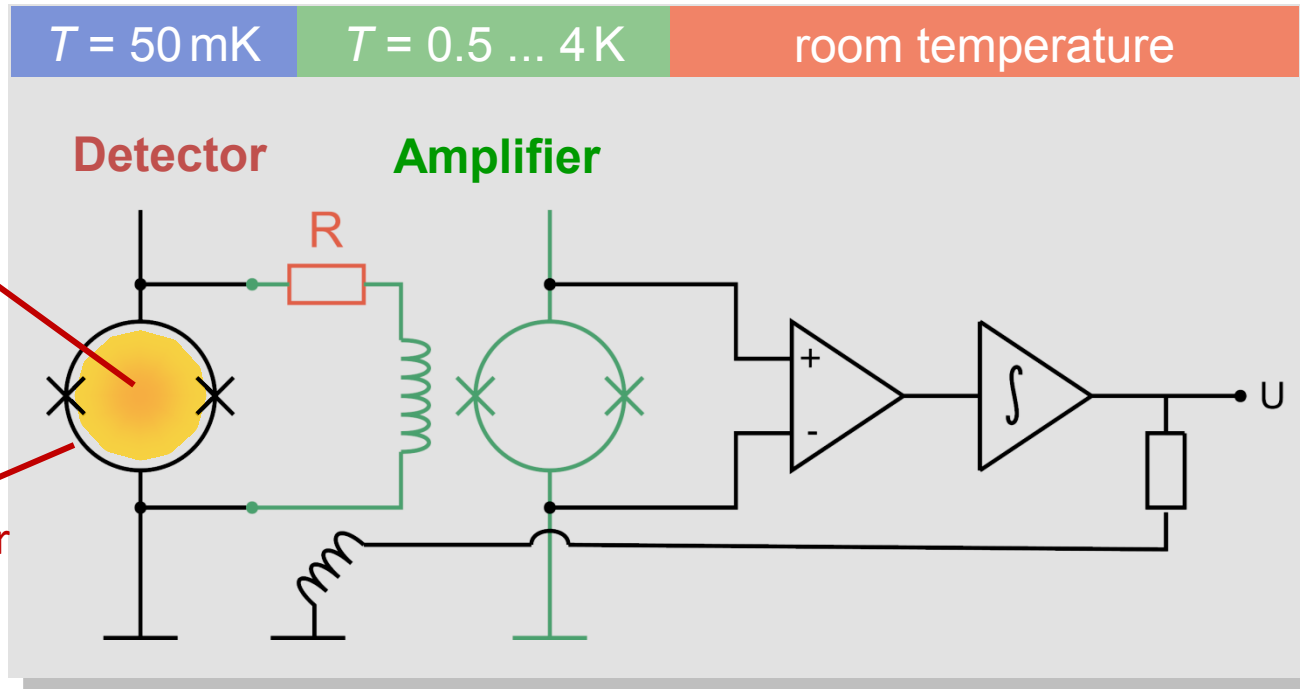 T = 50 mK
T = 0.5 ... 4 K
room temperature
Detector
Amplifier
R
+
∫
-
U
r